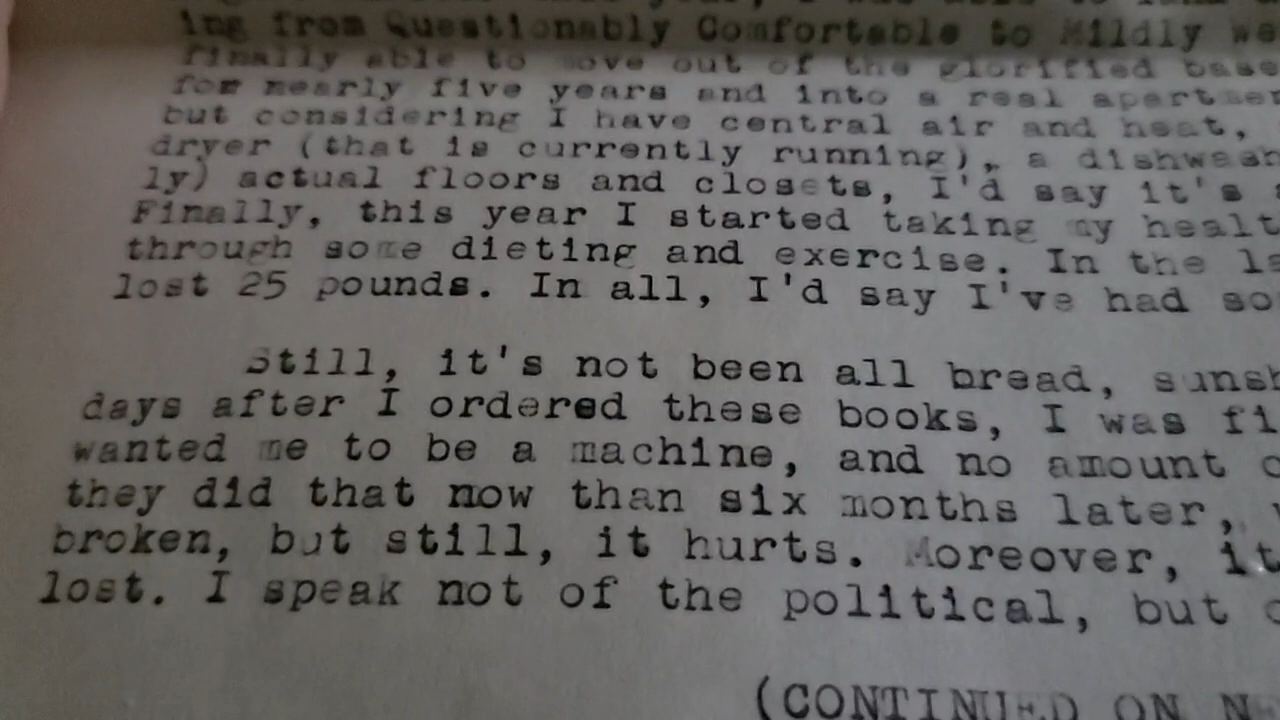 ing from Questionably Comfortable to Mildly
finally able to move out of the glorified
for nearly five years and into a real
but considering I have central air and heat,
dryer (that is currently running), a
ly) actual floors and closets, I'd say it's
Finally, this year I started taking my
through some dieting and exercise. In the
lost 25 pounds. In all, I'd say I've had
Still, it's not been all bread,
days after I ordered these books, I was
wanted me to be a machine, and no amount
they did that now than six months later,
broken, but still, it hurts. Moreover,
lost. I speak not of the political, but
(CONTINUED ON